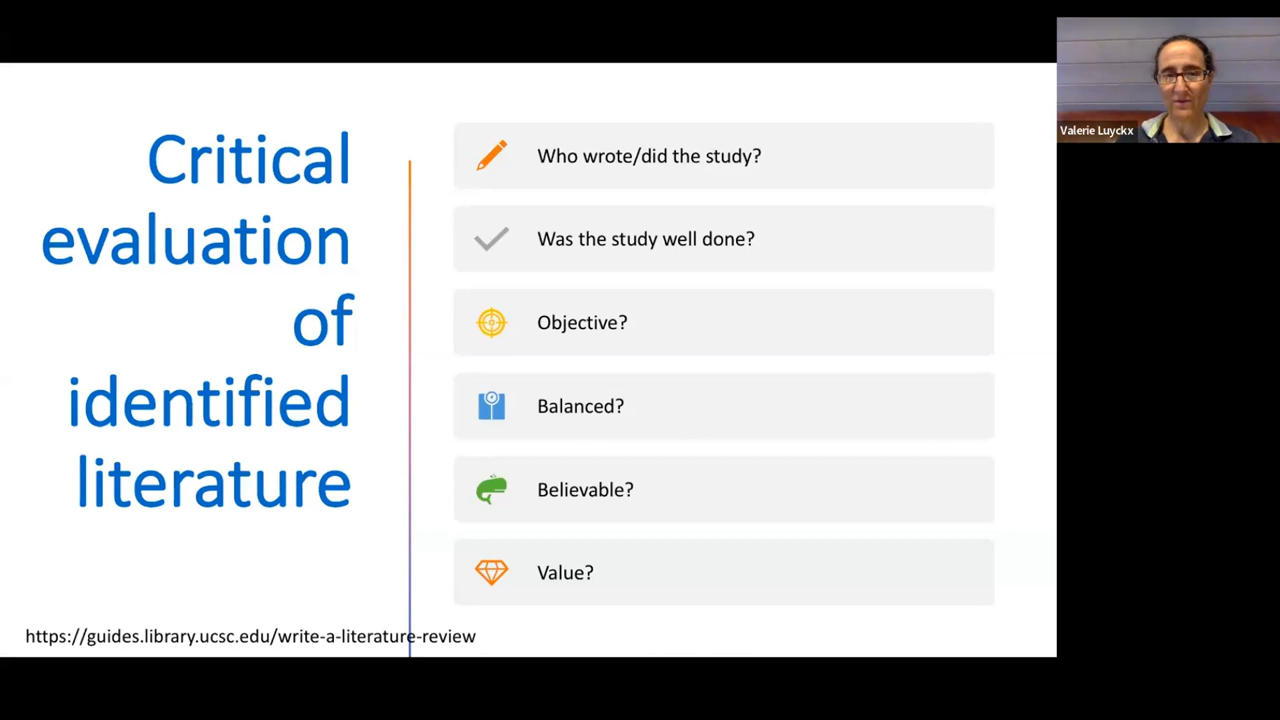 Critical
evaluation
of
identified
literature
Who wrote/did the study?
Was the study well done?
Objective?
Balanced?
Believable?
Value?
https://guides.library.ucsc.edu/write-a-literature-review
Valerie Luyckx